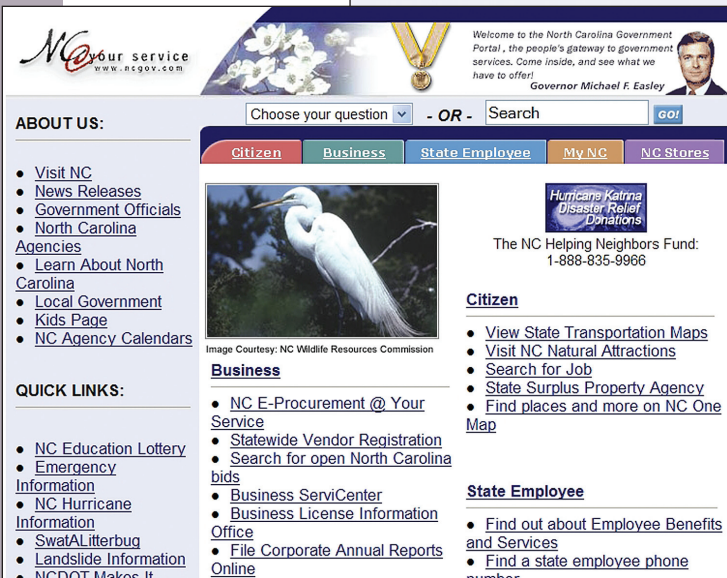 NC@your service
www.ncgov.com
Welcome to the North Carolina Government
Portal , the people's gateway to government
services. Come inside, and see what we
have to offer!
Governor Michael F. Easley
Choose your question
- OR -
Search
GO!
Citizen
Business
State Employee
My NC
NC Stores
ABOUT US:
● Visit NC
● News Releases
● Government Officials
● North Carolina
Agencies
● Learn About North
Carolina
● Local Government
● Kids Page
● NC Agency Calendars
QUICK LINKS:
● NC Education Lottery
● Emergency
Information
● NC Hurricane
Information
● SwatALitterbug
● Landslide Information
● NCDOT Makes It
Image Courtesy: NC Wildlife Resources Commission
Business
● NC E-Procurement @ Your
Service
● Statewide Vendor Registration
● Search for open North Carolina
bids
● Business ServiCenter
● Business License Information
Office
● File Corporate Annual Reports
Online
Hurricane Katrina
Disaster Relief
Donations
The NC Helping Neighbors Fund:
1-888-835-9966
Citizen
● View State Transportation Maps
● Visit NC Natural Attractions
● Search for Job
● State Surplus Property Agency
● Find places and more on NC One
Map
State Employee
● Find out about Employee Benefits
and Services
● Find a state employee phone
number